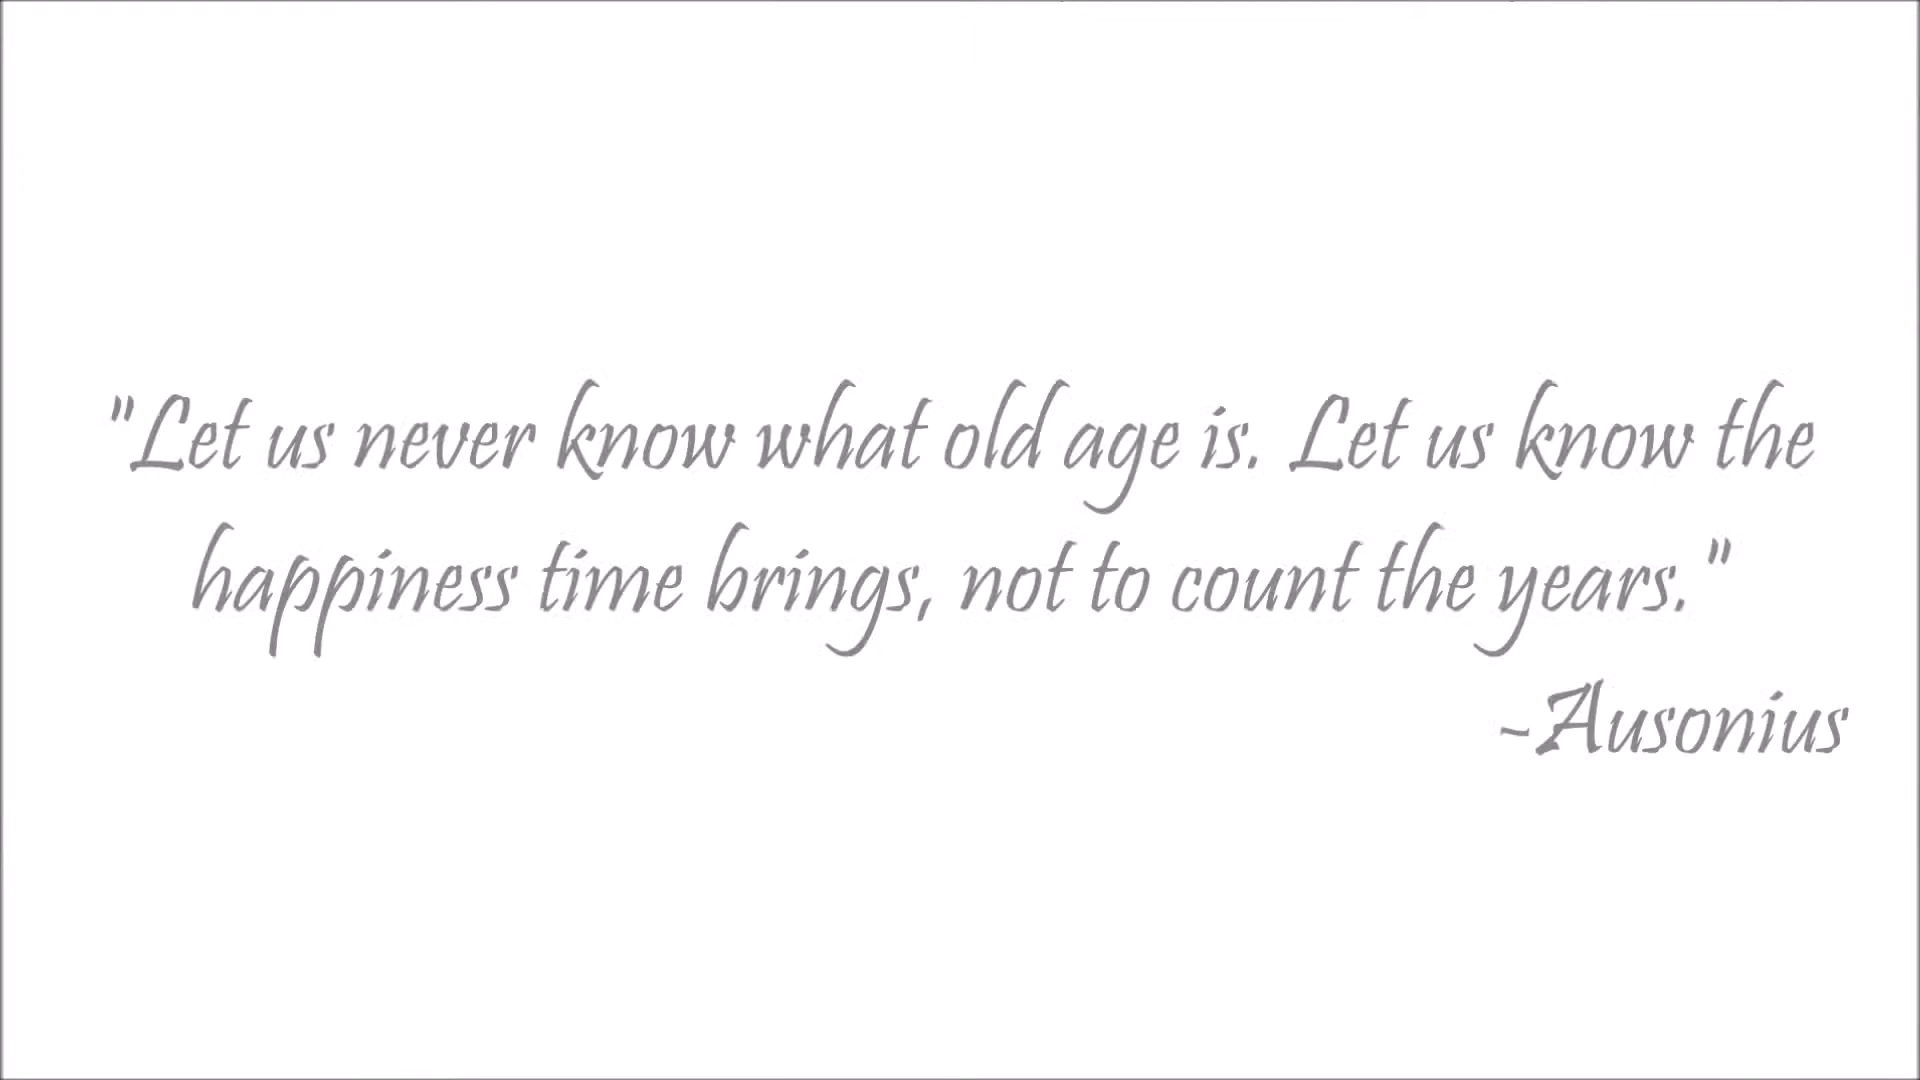 "Let us never know what old age is. Let us know the
happiness time brings, not to count the years."
~Ausonius